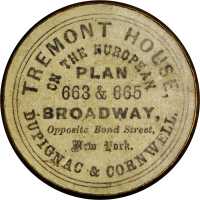 TREMONT HOUSE,
ON THE EUROPEAN
PLAN
663 & 665
BROADWAY,
Opposite Bond Street,
New York.
DUPIGNAC & CORNWELL.